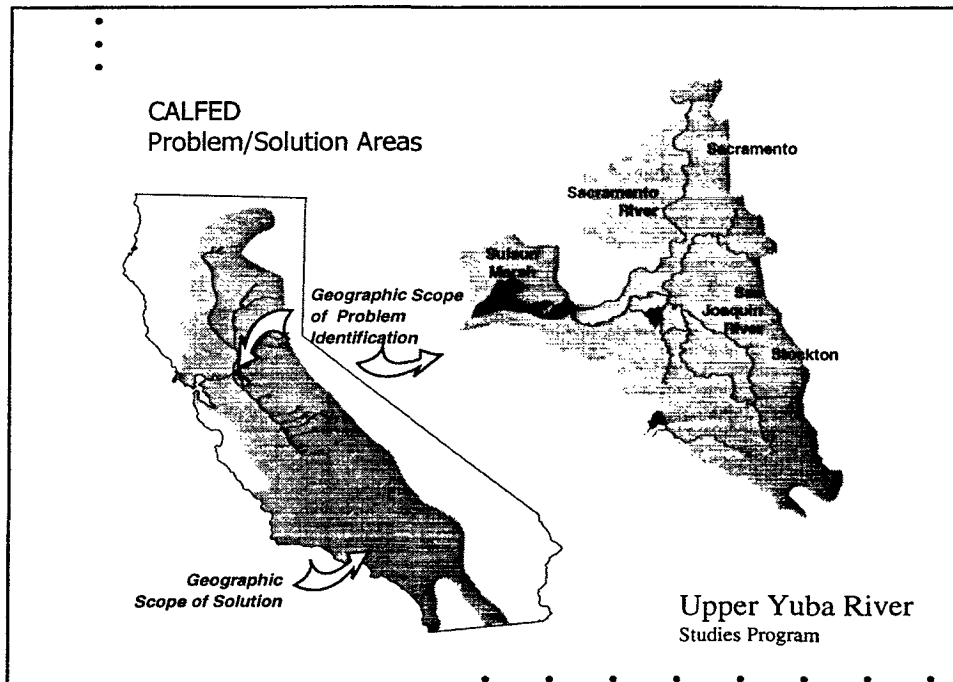 CALFED
Problem/Solution Areas
Sacramento
Sacramento
River
Suisun
Marsh
Geographic Scope
of Problem
Identification
San
Joaquin
River
Stockton
Geographic
Scope of Solution
Upper Yuba River
Studies Program